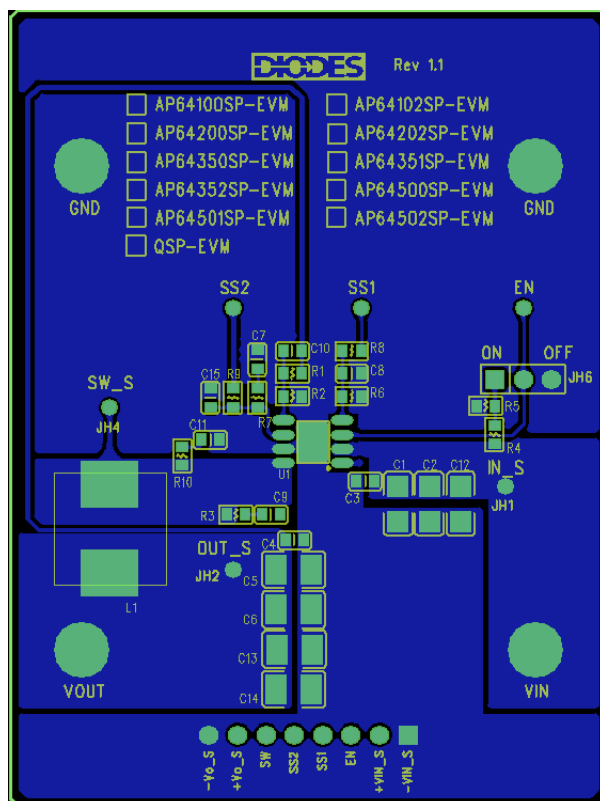 DIODES Rev 1.1
AP64100SP-EVM AP64102SP-EVM
AP64200SP-EVM AP64202SP-EVM
AP64350SP-EVM AP64351SP-EVM
AP64352SP-EVM AP64500SP-EVM
AP64501SP-EVM AP64502SP-EVM
QSP-EVM
GND GND
SS2 SS1 EN
C7 C10 R8
ON OFF
R1 C8 JH6
SW_S C15 R9
R2 R6 R5
JH4 C11 R7 R4
R10 U1 C3 C1 C2 C12 IN_S
JH1
R3 C9
OUT_S C4
JH2 C5
L1 C6
C13
VOUT C14 VIN
-Vo_S +Vo_S SW SS2 SS1 EN +VIN_S -VIN_S